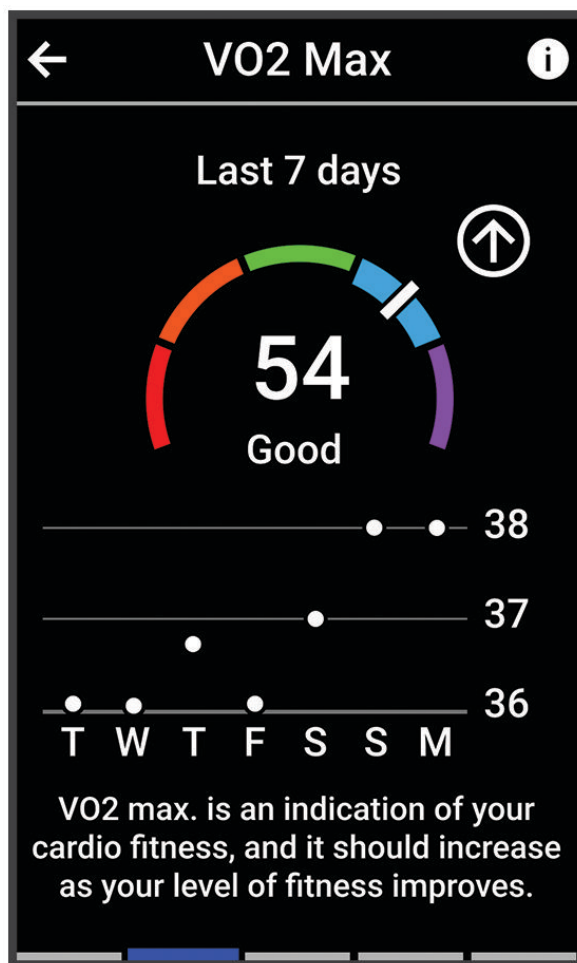 VO2 Max
i
Last 7 days
54
Good
38
37
36
T W T F S S M
VO2 max. is an indication of your
cardio fitness, and it should increase
as your level of fitness improves.